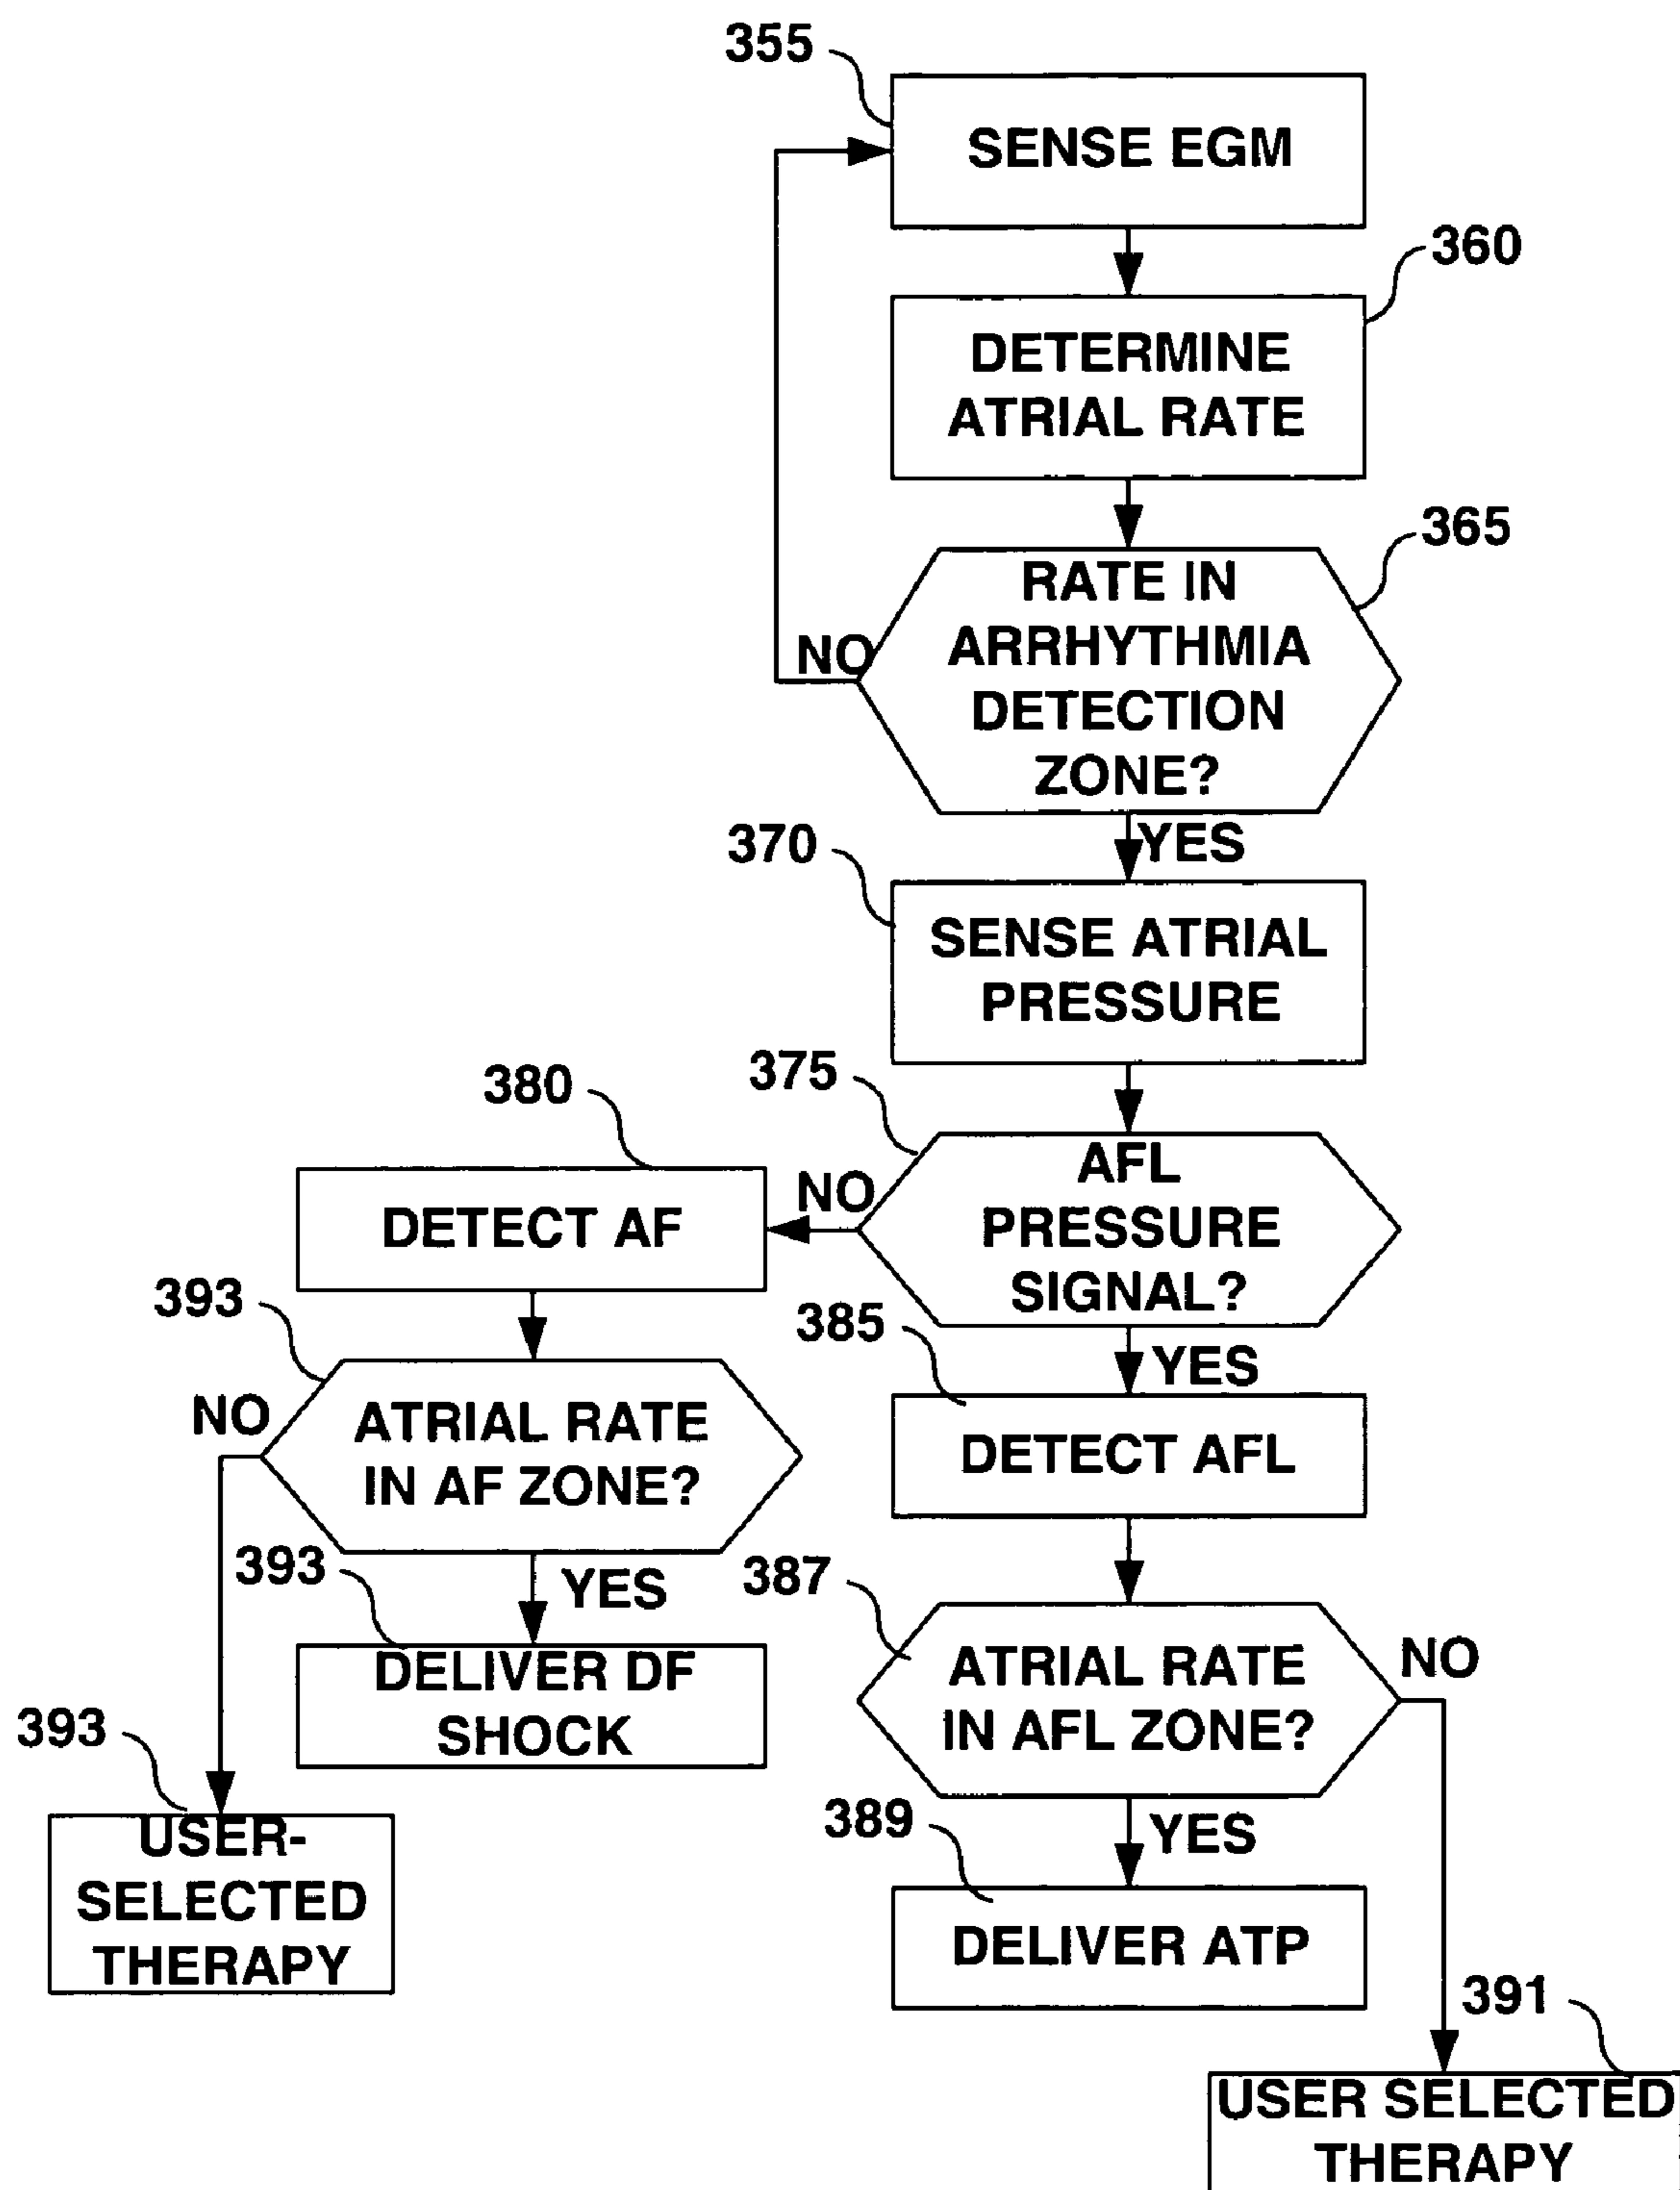 355
SENSE EGM
360
DETERMINE
ATRIAL RATE
365
RATE IN
ARRHYTHMIA
DETECTION
ZONE?
NO
YES
370
SENSE ATRIAL
PRESSURE
375
AFL
PRESSURE
SIGNAL?
NO
YES
380
DETECT AF
393
ATRIAL RATE
IN AF ZONE?
NO
YES
393
DELIVER DF
SHOCK
393
USER-
SELECTED
THERAPY
385
DETECT AFL
387
ATRIAL RATE
IN AFL ZONE?
NO
YES
389
DELIVER ATP
391
USER SELECTED
THERAPY